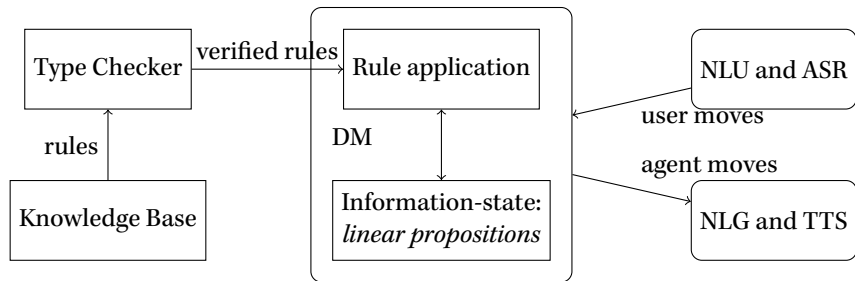 Type Checker
verified rules
Rule application
NLU and ASR
user moves
rules
DM
agent moves
Knowledge Base
Information-state:
linear propositions
NLG and TTS